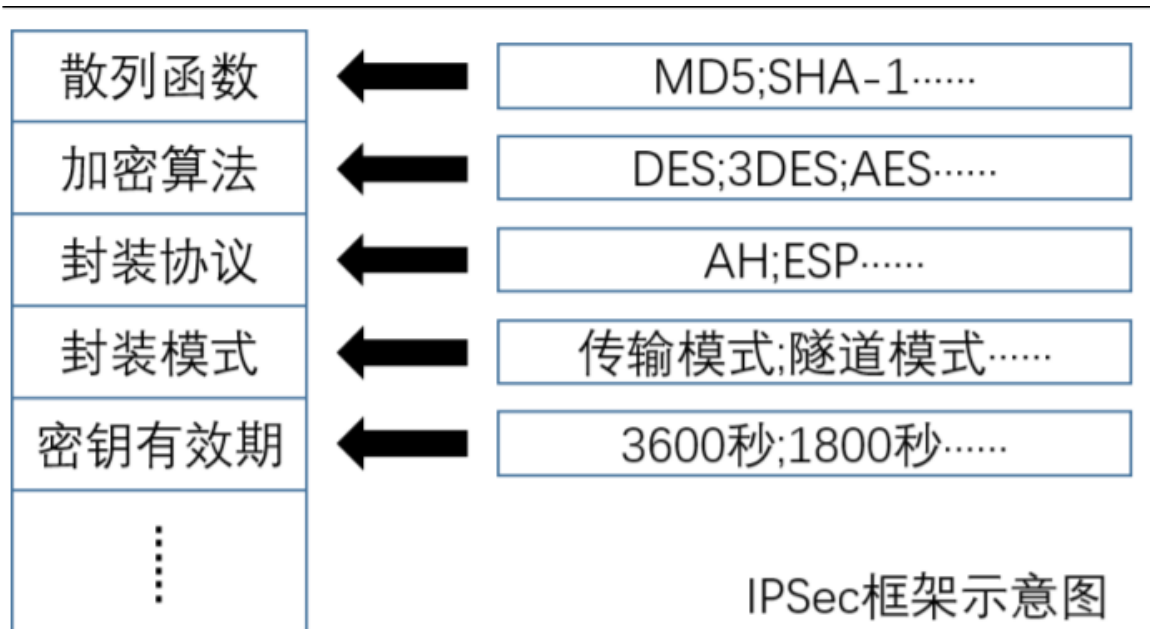 散列函数
MD5;SHA-1······
加密算法
DES;3DES;AES······
封装协议
AH;ESP······
封装模式
传输模式;隧道模式······
密钥有效期
3600秒;1800秒······
IPSec框架示意图